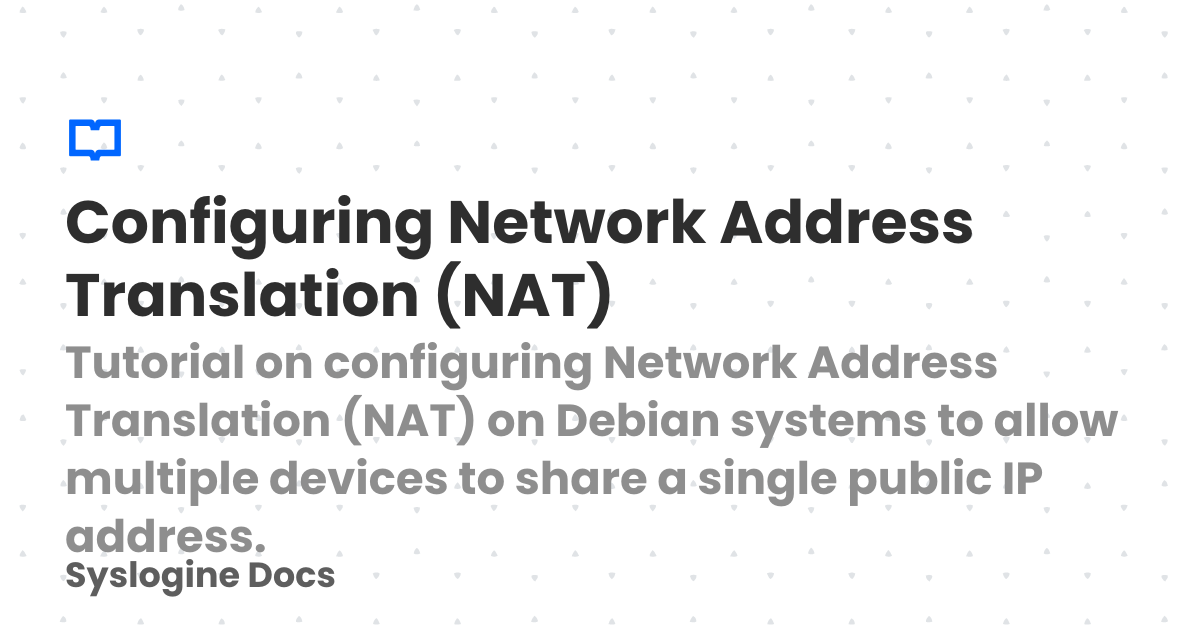 Configuring Network Address
Translation (NAT)
Tutorial on configuring Network Address
Translation (NAT) on Debian systems to allow
multiple devices to share a single public IP
address.
Syslogine Docs